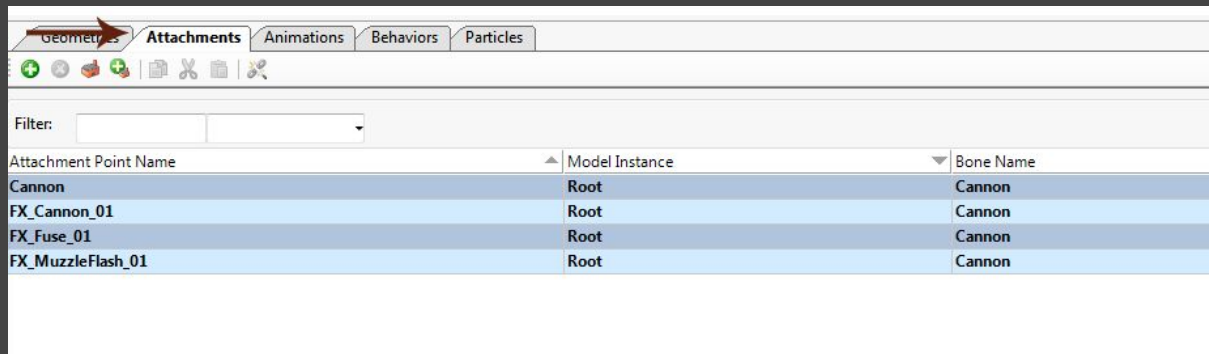 Geometries Attachments Animations Behaviors Particles
Filter:
Attachment Point Name Model Instance Bone Name
Cannon Root Cannon
FX_Cannon_01 Root Cannon
FX_Fuse_01 Root Cannon
FX_MuzzleFlash_01 Root Cannon